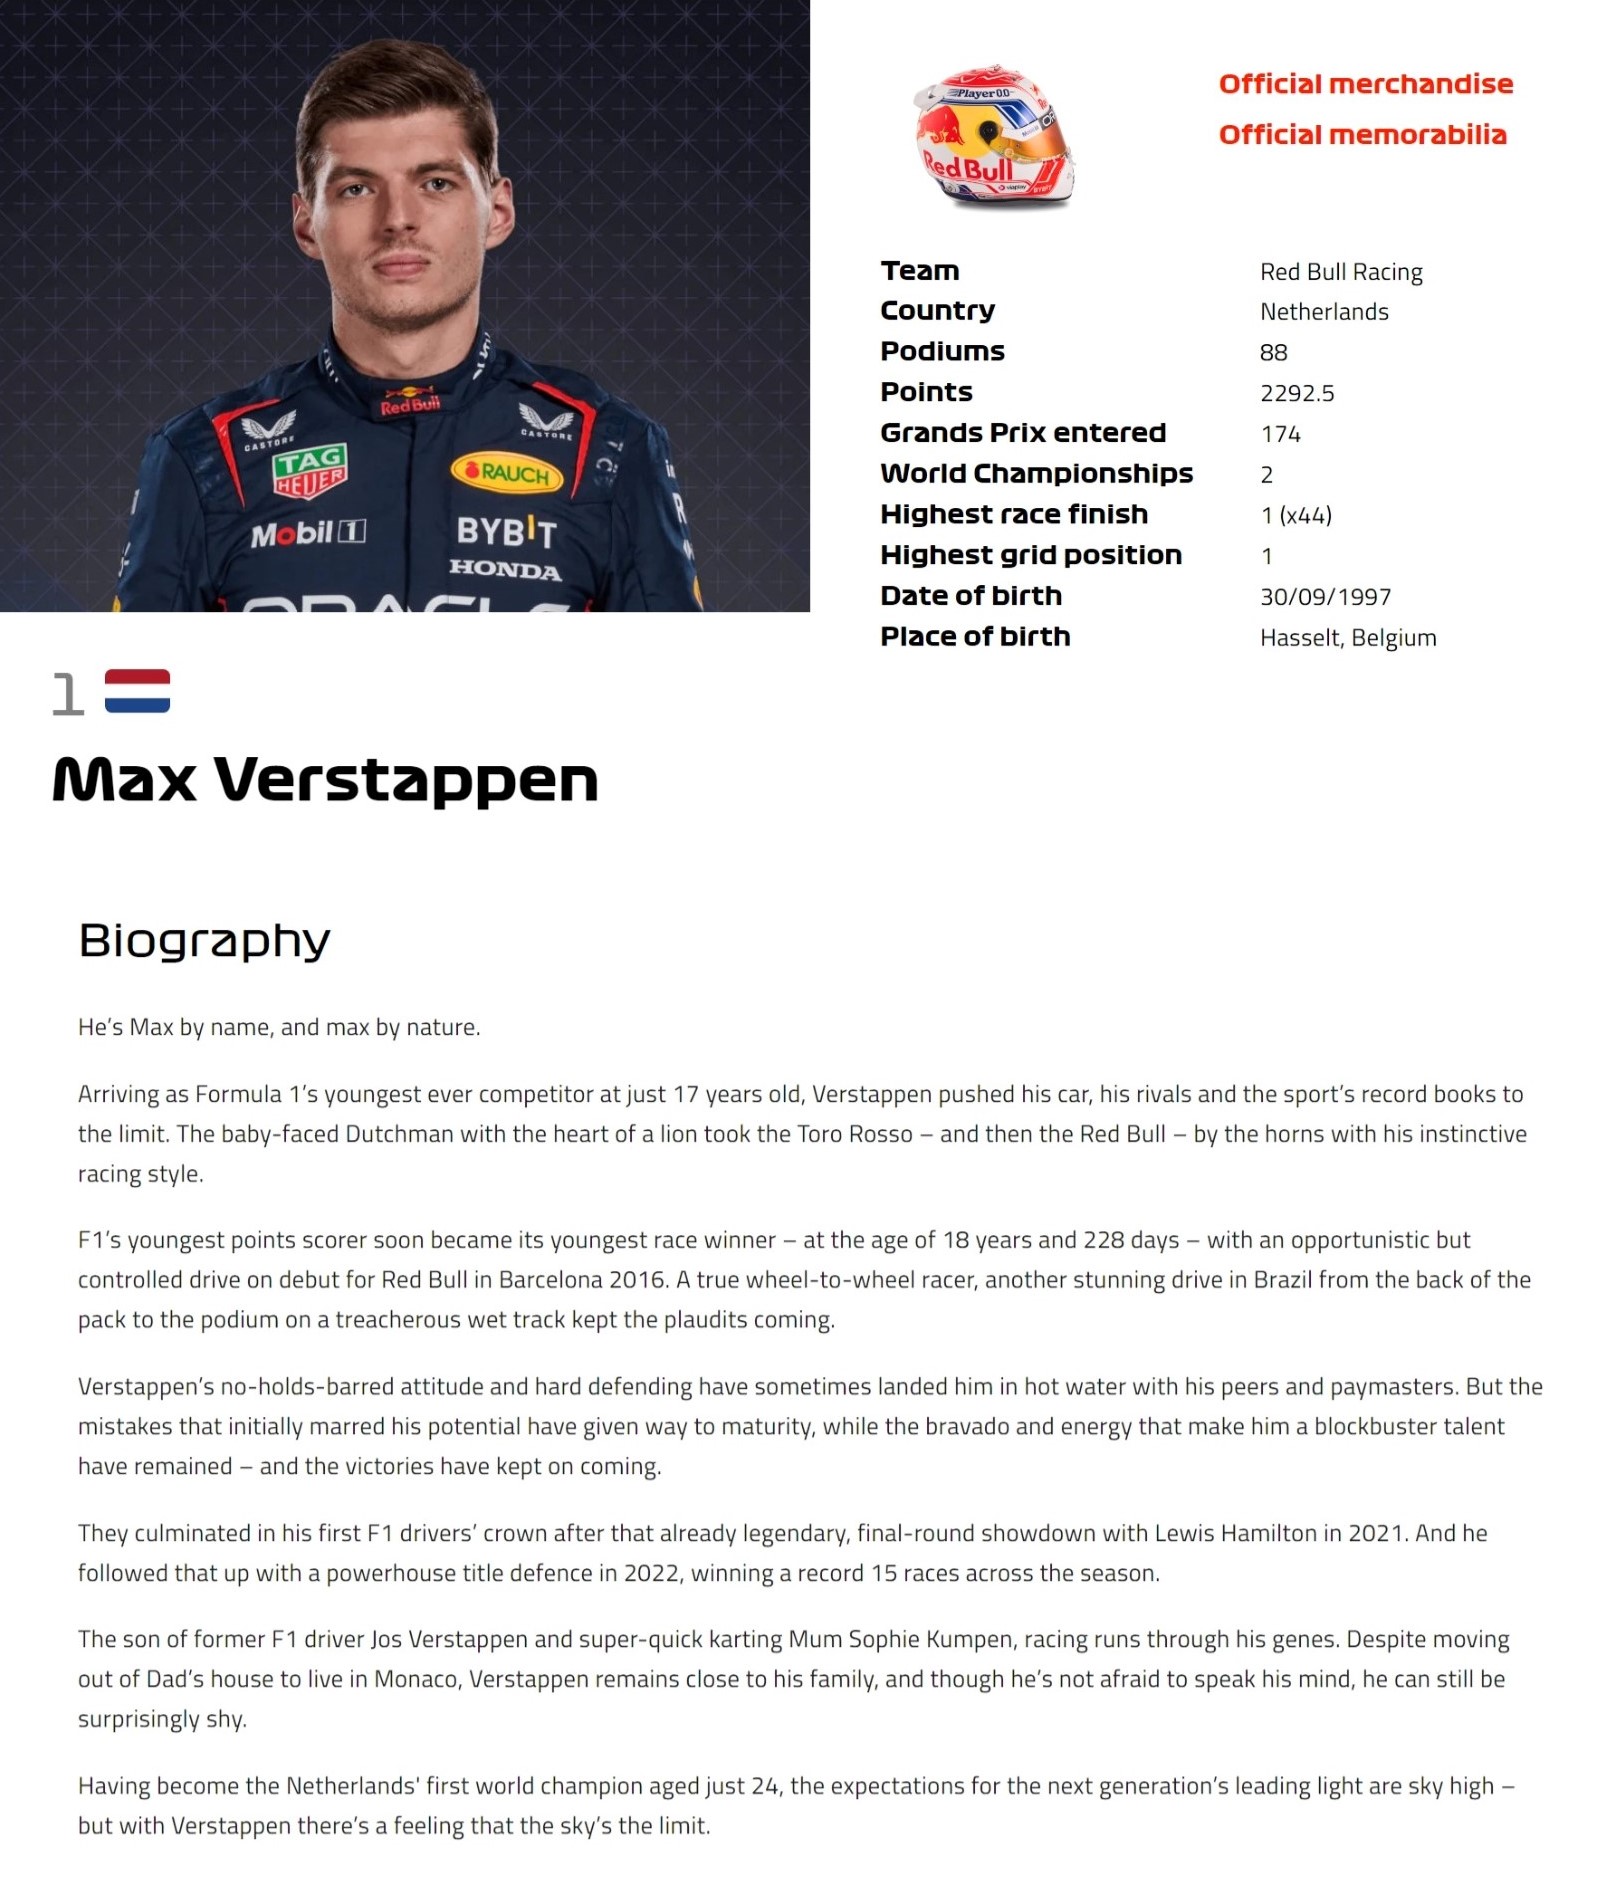 Player 0.0
Red Bull
Official merchandise
Official memorabilia
Red Bull
CASTORE
CASTORE
TAG
HEUER
RAUCH
Mobil 1
BYBIT
HONDA
ORACLE
Team Red Bull Racing
Country Netherlands
Podiums 88
Points 2292.5
Grands Prix entered 174
World Championships 2
Highest race finish 1 (x44)
Highest grid position 1
Date of birth 30/09/1997
Place of birth Hasselt, Belgium
1
Max Verstappen
Biography
He’s Max by name, and max by nature.
Arriving as Formula 1’s youngest ever competitor at just 17 years old, Verstappen pushed his car, his rivals and the sport’s record books to
the limit. The baby-faced Dutchman with the heart of a lion took the Toro Rosso – and then the Red Bull – by the horns with his instinctive
racing style.
F1’s youngest points scorer soon became its youngest race winner – at the age of 18 years and 228 days – with an opportunistic but
controlled drive on debut for Red Bull in Barcelona 2016. A true wheel-to-wheel racer, another stunning drive in Brazil from the back of the
pack to the podium on a treacherous wet track kept the plaudits coming.
Verstappen’s no-holds-barred attitude and hard defending have sometimes landed him in hot water with his peers and paymasters. But the
mistakes that initially marred his potential have given way to maturity, while the bravado and energy that make him a blockbuster talent
have remained – and the victories have kept on coming.
They culminated in his first F1 drivers’ crown after that already legendary, final-round showdown with Lewis Hamilton in 2021. And he
followed that up with a powerhouse title defence in 2022, winning a record 15 races across the season.
The son of former F1 driver Jos Verstappen and super-quick karting Mum Sophie Kumpen, racing runs through his genes. Despite moving
out of Dad’s house to live in Monaco, Verstappen remains close to his family, and though he’s not afraid to speak his mind, he can still be
surprisingly shy.
Having become the Netherlands' first world champion aged just 24, the expectations for the next generation’s leading light are sky high –
but with Verstappen there’s a feeling that the sky’s the limit.